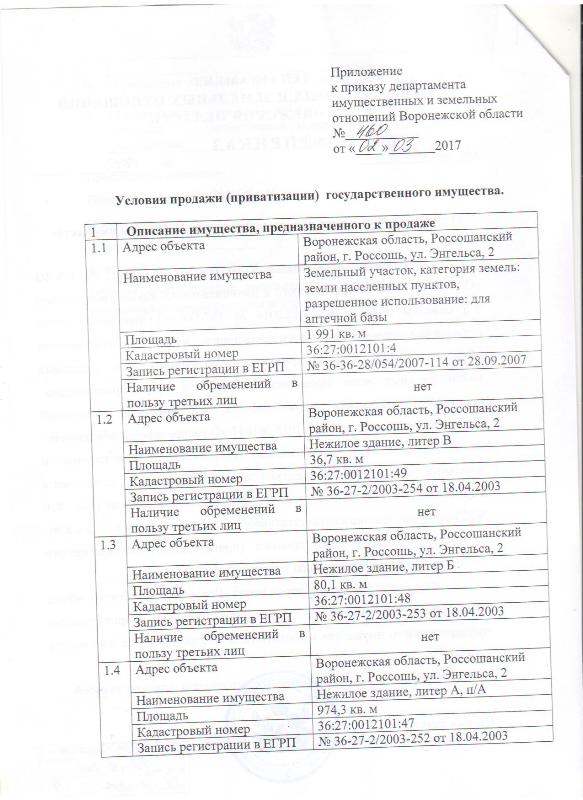 Приложение
к приказу департамента
имущественных и земельных
отношений Воронежской области
№ 460
от « 02 » 03 2017
Условия продажи (приватизации) государственного имущества.
1 Описание имущества, предназначенного к продаже
1.1 Адрес объекта Воронежская область, Россошанский
район, г. Россошь, ул. Энгельса, 2
Наименование имущества Земельный участок, категория земель:
земли населенных пунктов,
разрешенное использование: для
аптечной базы
Площадь 1 991 кв. м
Кадастровый номер 36:27:0012101:4
Запись регистрации в ЕГРП № 36-36-28/054/2007-114 от 28.09.2007
Наличие обременений в
пользу третьих лиц нет
1.2 Адрес объекта Воронежская область, Россошанский
район, г. Россошь, ул. Энгельса, 2
Наименование имущества Нежилое здание, литер В
Площадь 36,7 кв. м
Кадастровый номер 36:27:0012101:49
Запись регистрации в ЕГРП № 36-27-2/2003-254 от 18.04.2003
Наличие обременений в
пользу третьих лиц нет
1.3 Адрес объекта Воронежская область, Россошанский
район, г. Россошь, ул. Энгельса, 2
Наименование имущества Нежилое здание, литер Б
Площадь 80,1 кв. м
Кадастровый номер 36:27:0012101:48
Запись регистрации в ЕГРП № 36-27-2/2003-253 от 18.04.2003
Наличие обременений в
пользу третьих лиц нет
1.4 Адрес объекта Воронежская область, Россошанский
район, г. Россошь, ул. Энгельса, 2
Наименование имущества Нежилое здание, литер А, п/А
Площадь 974,3 кв. м
Кадастровый номер 36:27:0012101:47
Запись регистрации в ЕГРП № 36-27-2/2003-252 от 18.04.2003